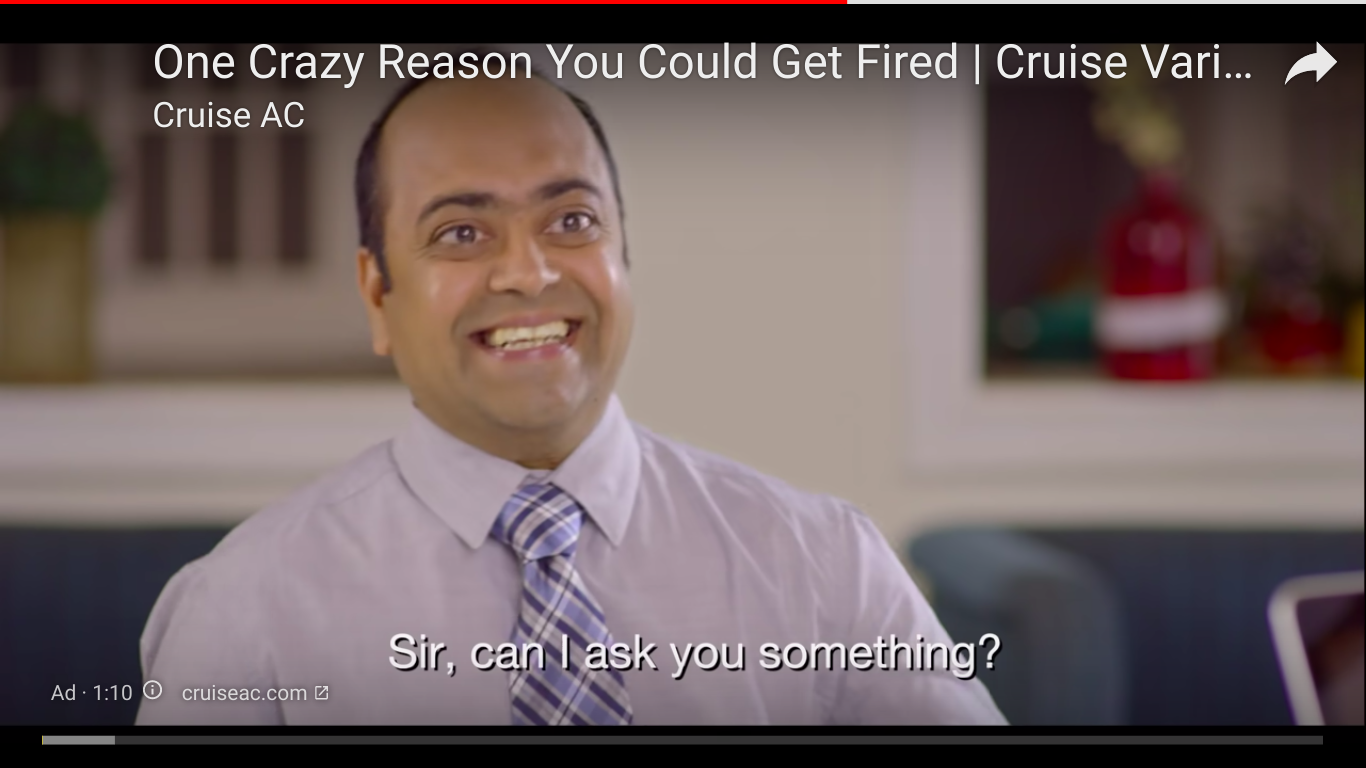 One Crazy Reason You Could Get Fired | Cruise Vari...
Cruise AC
Sir, can I ask you something?
Ad · 1:10 cruiseac.com